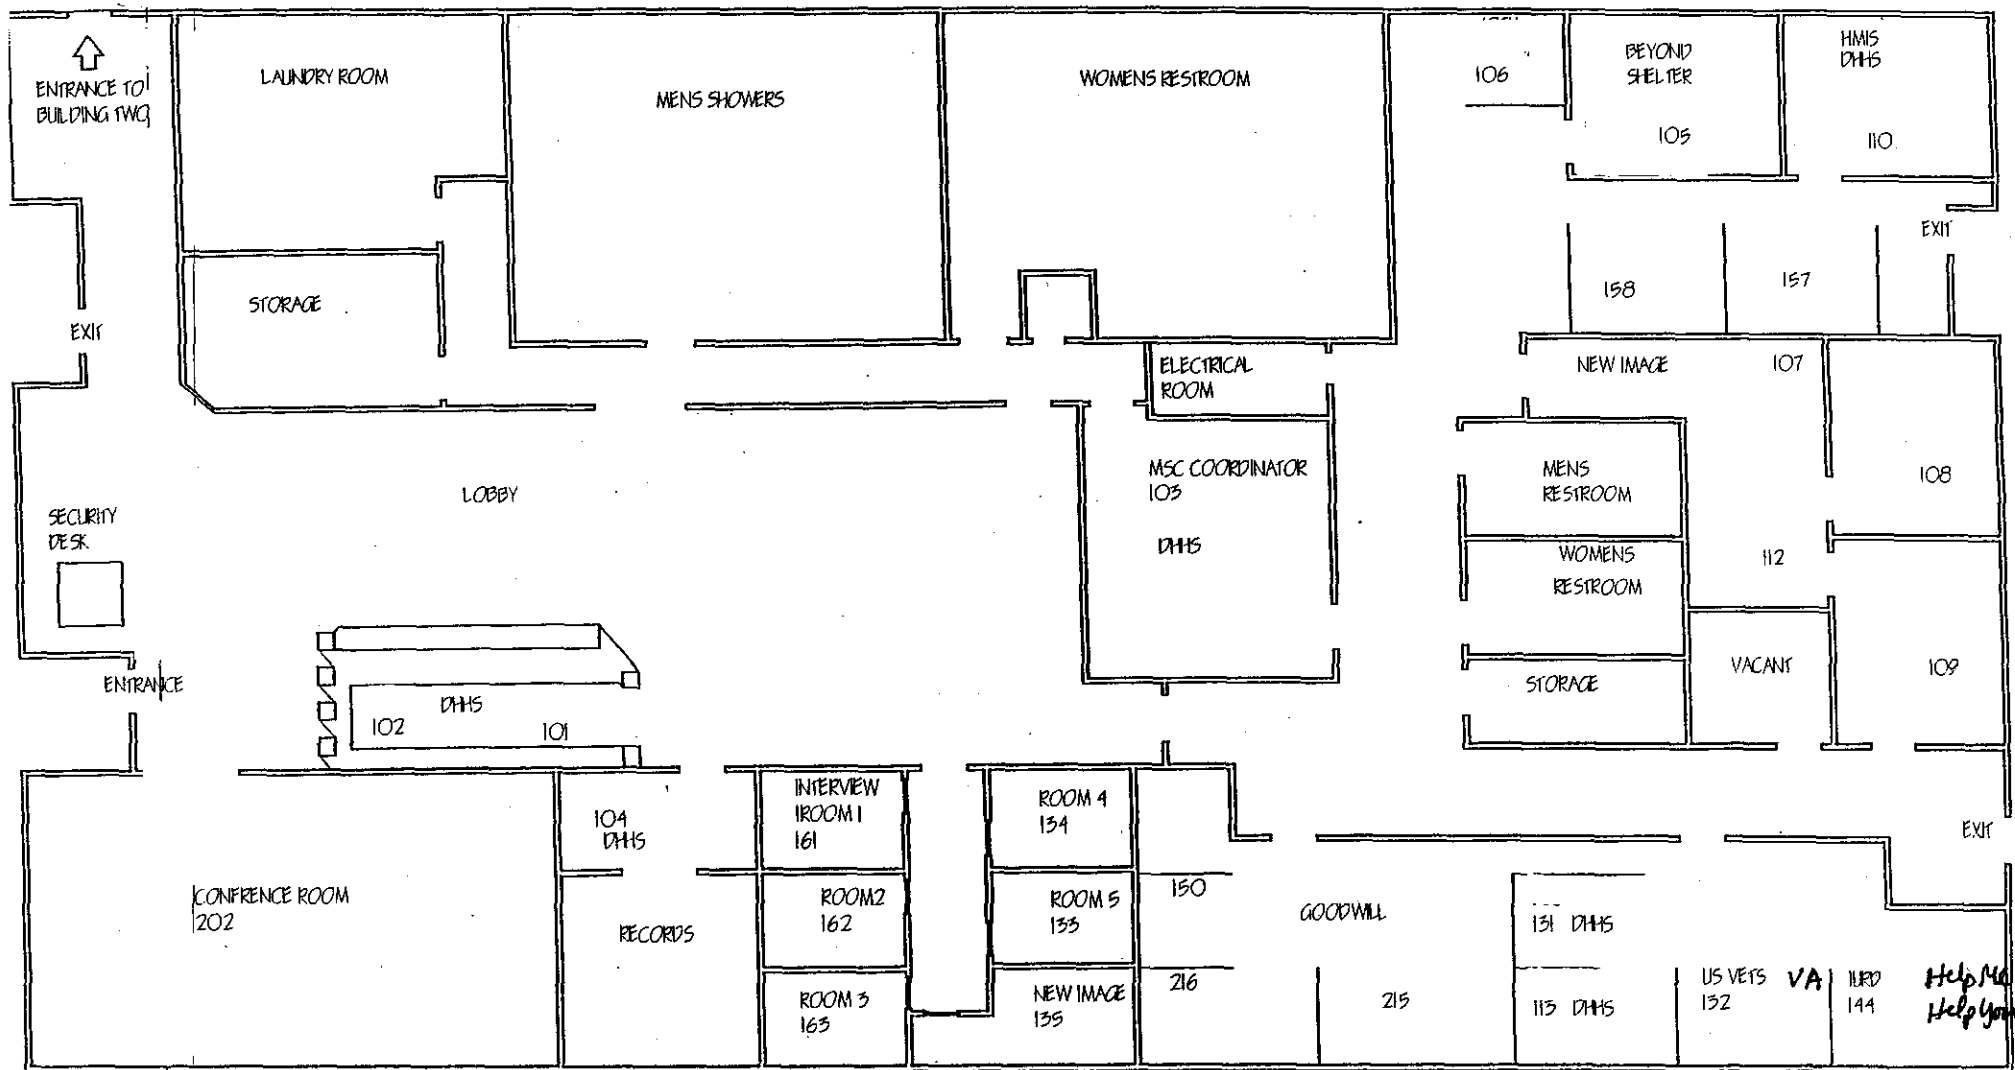 ENTRANCE TO
BUILDING TWO
LAUNDRY ROOM
MENS SHOWERS
WOMENS RESTROOM
106
BEYOND
SHELTER
105
HMIS
DHHS
110
EXIT
STORAGE
EXIT
158
157
ELECTRICAL
ROOM
NEW IMAGE
107
LOBBY
MSC COORDINATOR
103
DHHS
MENS
RESTROOM
108
SECURITY
DESK
WOMENS
RESTROOM
112
ENTRANCE
DHHS
102
101
STORAGE
VACANT
109
104
DHHS
INTERVIEW
ROOM 1
161
ROOM 4
134
EXIT
CONFRENCE ROOM
202
RECORDS
ROOM2
162
ROOM 5
133
150
GOODWILL
131 DHHS
ROOM 3
163
NEW IMAGE
135
216
215
113 DHHS
US VETS VA
132
144
Help Me
Help You